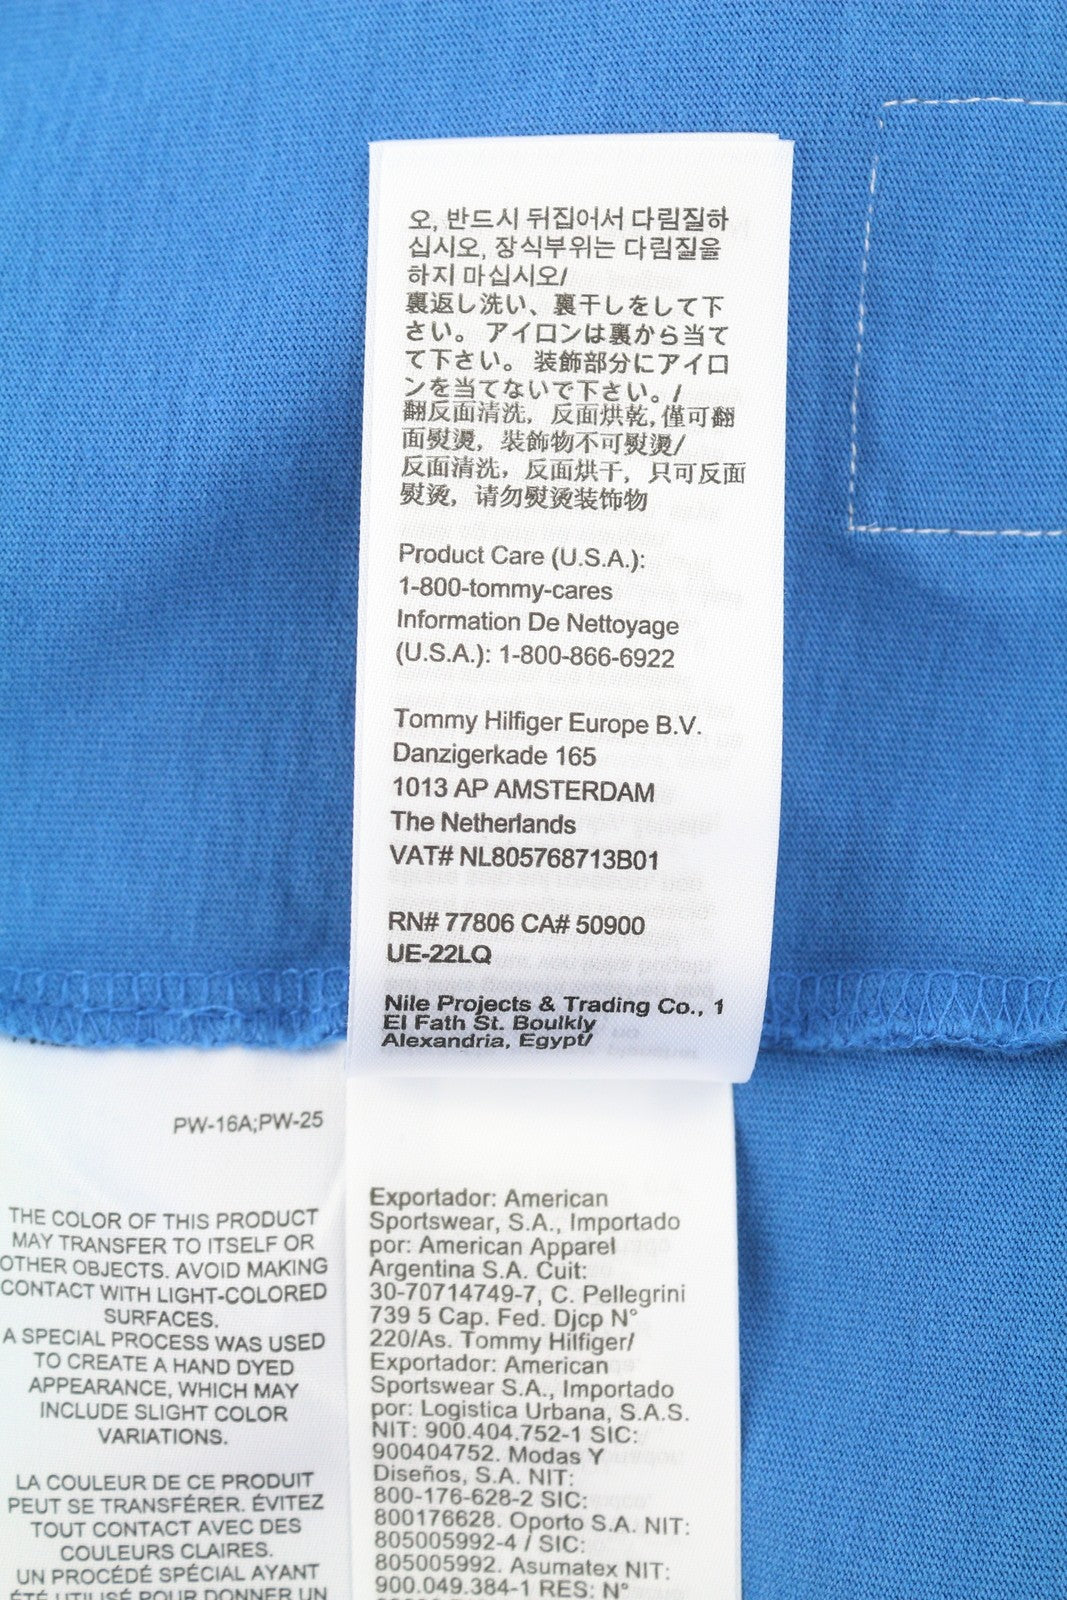 오, 반드시 뒤집어서 다림질하
십시오, 장식부위는 다림질을
하지 마십시오/
裏返し洗い、裏干しをして下
さい。 アイロンは裏から当て
て下さい。 装飾部分にアイロ
ンを当てないで下さい。/
翻反面清洗, 反面烘乾,僅可翻
面熨燙, 裝飾物不可熨燙/
反面清洗, 反面烘干, 只可反面
熨烫, 请勿熨烫装饰物
Product Care (U.S.A.):
1-800-tommy-cares
Information De Nettoyage
(U.S.A.): 1-800-866-6922
Tommy Hilfiger Europe B.V.
Danzigerkade 165
1013 AP AMSTERDAM
The Netherlands
VAT# NL805768713B01
RN# 77806 CA# 50900
UE-22LQ
Nile Projects & Trading Co., 1
El Fath St. Boulkly
Alexandria, Egypt/
PW-16A;PW-25
THE COLOR OF THIS PRODUCT
MAY TRANSFER TO ITSELF OR
OTHER OBJECTS. AVOID MAKING
CONTACT WITH LIGHT-COLORED
SURFACES.
A SPECIAL PROCESS WAS USED
TO CREATE A HAND DYED
APPEARANCE, WHICH MAY
INCLUDE SLIGHT COLOR
VARIATIONS.
LA COULEUR DE CE PRODUIT
PEUT SE TRANSFÉRER. ÉVITEZ
TOUT CONTACT AVEC DES
COULEURS CLAIRES.
UN PROCÉDÉ SPÉCIAL AYANT
ÉTÉ UTILISÉ POUR DONNER UN
Exportador: American
Sportswear, S.A., Importado
por: American Apparel
Argentina S.A. Cuit:
30-70714749-7, C. Pellegrini
739 5 Cap. Fed. Djcp N°
220/As. Tommy Hilfiger/
Exportador: American
Sportswear S.A., Importado
por: Logistica Urbana, S.A.S.
NIT: 900.404.752-1 SIC:
900404752. Modas Y
Diseños, S.A. NIT:
800-176-628-2 SIC:
800176628. Oporto S.A. NIT:
805005992-4 / SIC:
805005992. Asumatex NIT:
900.049.384-1 RES: N°